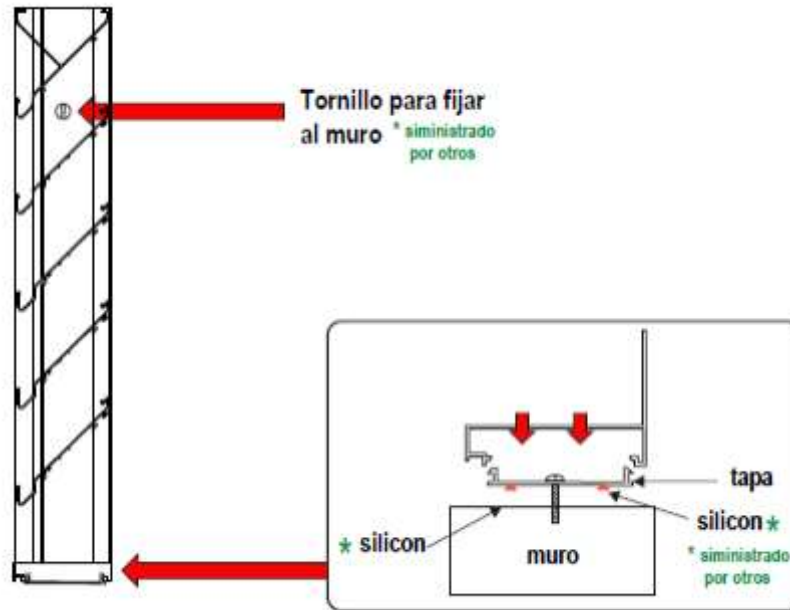 Tornillo para fijar
al muro * siministrado
por otros
tapa
* silicon
silicon *
muro
* siministrado
por otros